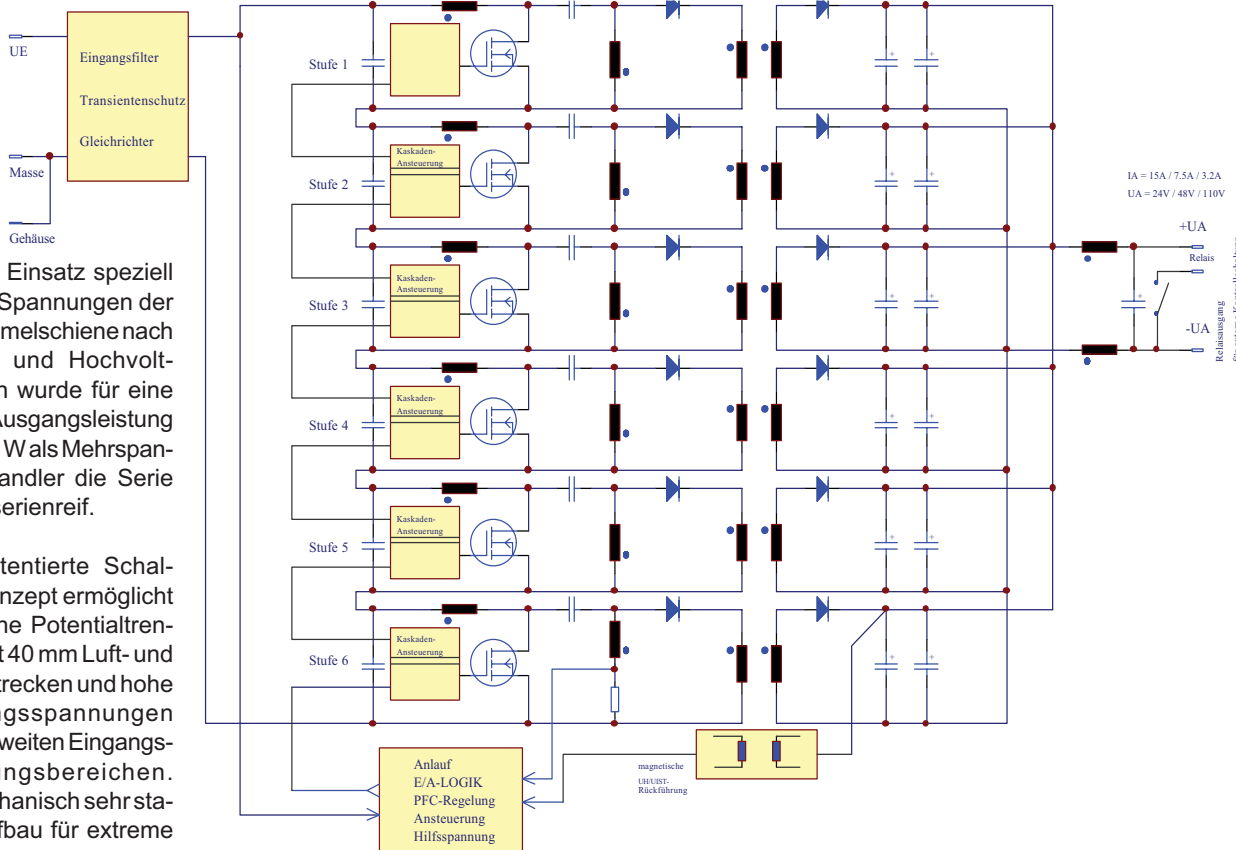 UE
Eingangsfilter
Transientenschutz
Gleichrichter
Masse
Gehäuse
Einsatz speziell
Spannungen der
melschiene nach
und Hochvolt-
n wurde für eine
Ausgangsleistung
W als Mehrspan-
andler die Serie
serienreif.
tentierte Schal-
nzept ermöglicht
ne Potentialtren-
t 40 mm Luft- und
trecken und hohe
ngsspannungen
weiten Eingangs-
ungsbereichen.
hanisch sehr sta-
fbau für extreme
Stufe 1
Kaskaden-
Ansteuerung
Stufe 2
Kaskaden-
Ansteuerung
Stufe 3
Kaskaden-
Ansteuerung
Stufe 4
Kaskaden-
Ansteuerung
Stufe 5
Kaskaden-
Ansteuerung
Stufe 6
Anlauf
E/A-LOGIK
PFC-Regelung
Ansteuerung
Hilfsspannung
magnetische
UH/UIST-
Rückführung
IA = 15A / 7.5A / 3.2A
UA = 24V / 48V / 110V
+UA
Relais
-UA
Relaisausgang